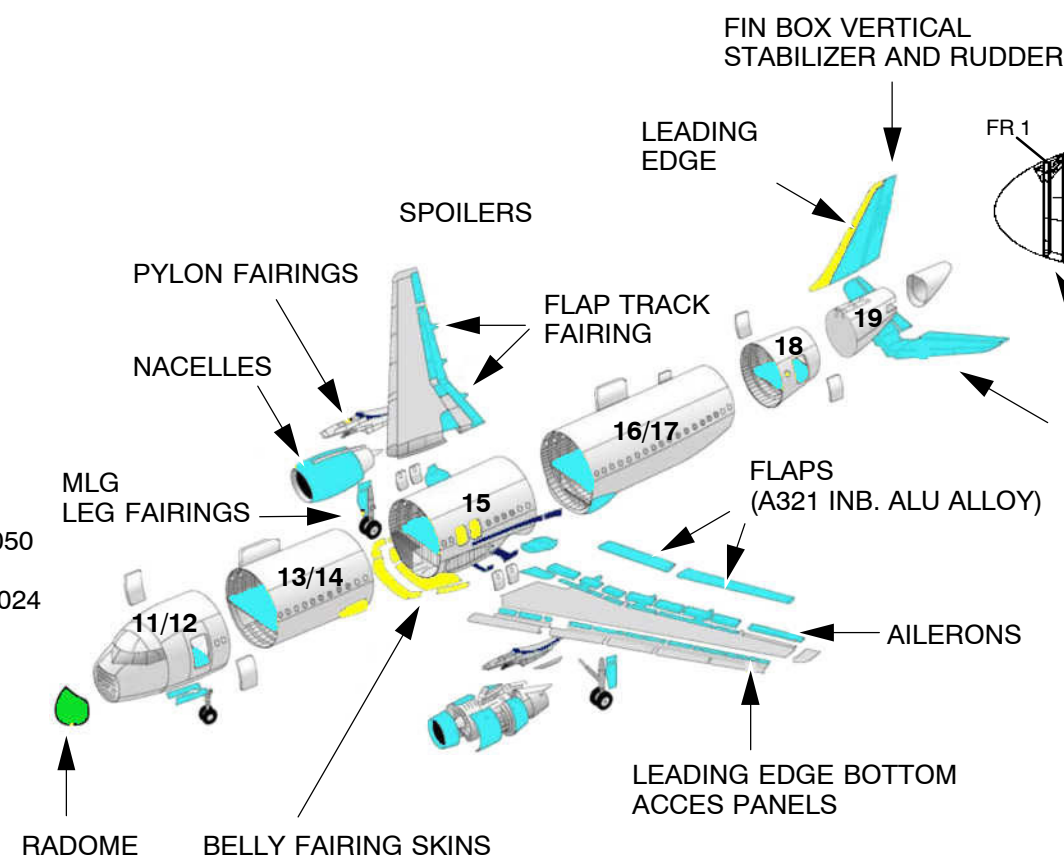 FIN BOX VERTICAL
STABILIZER AND RUDDER
LEADING
EDGE
FR 1
SPOILERS
PYLON FAIRINGS
FLAP TRACK
FAIRING
NACELLES
19
18
16/17
MLG
LEG FAIRINGS
15
FLAPS
(A321 INB. ALU ALLOY)
050
13/14
024
11/12
AILERONS
LEADING EDGE BOTTOM
ACCES PANELS
RADOME
BELLY FAIRING SKINS